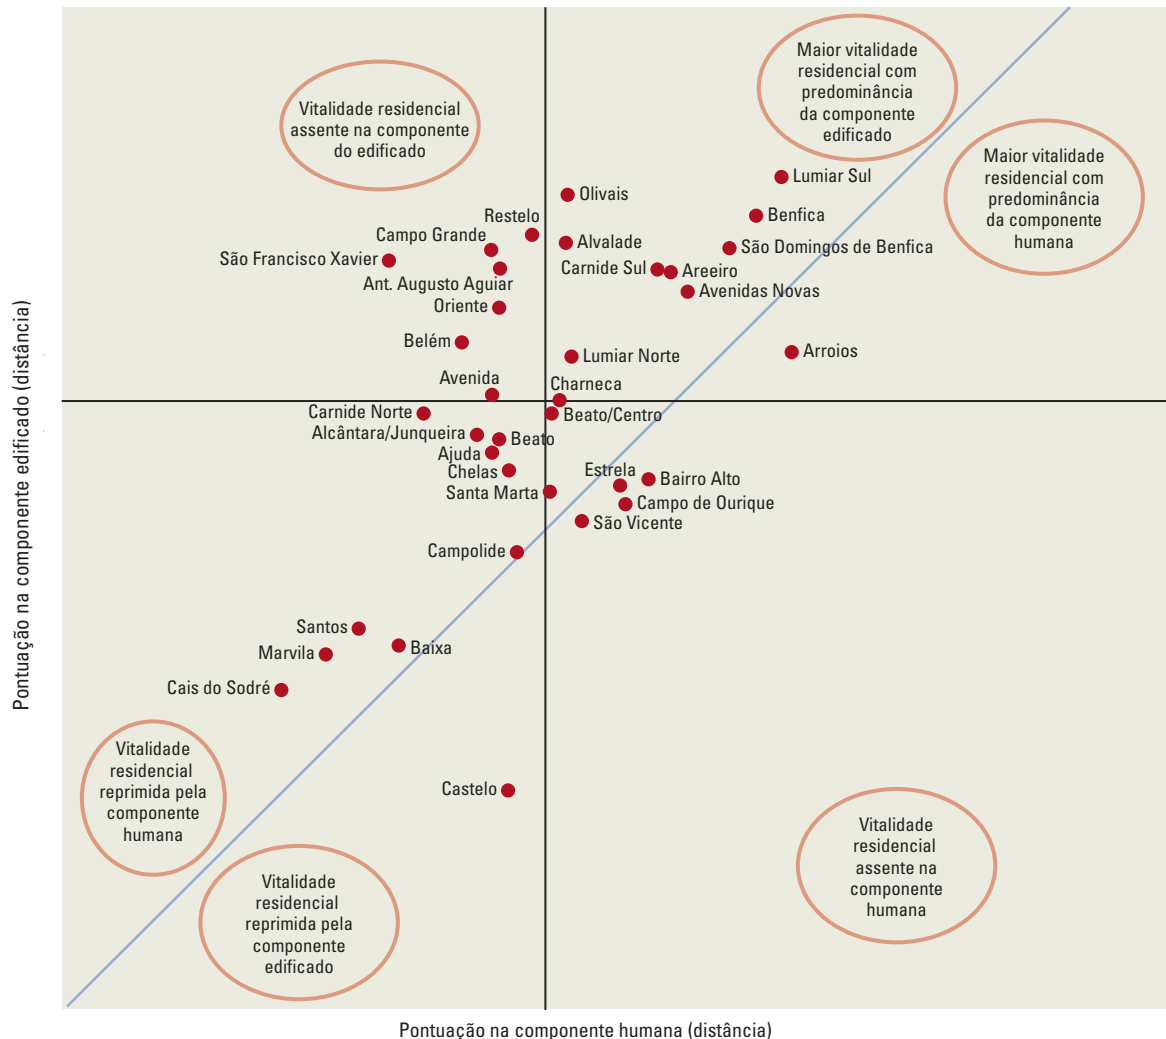 Maior vitalidade
residencial com
predominância
da componente
edificado
Vitalidade residencial
assente na componente
do edificado
Maior vitalidade
residencial com
predominância
da componente
humana
Lumiar Sul
Olivais
Benfica
Restelo
Campo Grande
Alvalade
São Domingos de Benfica
São Francisco Xavier
Carnide Sul
Areeiro
Ant. Augusto Aguiar
Avenidas Novas
Oriente
Belém
Lumiar Norte
Arroios
Avenida
Charneca
Carnide Norte
Beato/Centro
Alcântara/Junqueira
Beato
Ajuda
Chelas
Estrela
Bairro Alto
Santa Marta
Campo de Ourique
São Vicente
Campolide
Santos
Baixa
Marvila
Cais do Sodré
Castelo
Vitalidade
residencial
reprimida pela
componente
humana
Vitalidade
residencial
assente na
componente
humana
Vitalidade
residencial
reprimida pela
componente
edificado
Pontuação na componente edificado (distância)
Pontuação na componente humana (distância)